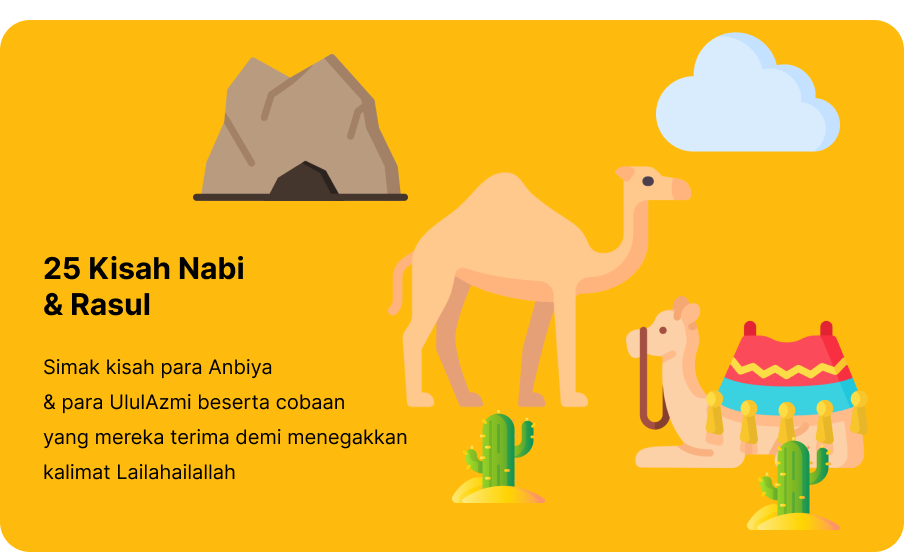 25 Kisah Nabi
& Rasul
Simak kisah para Anbiya
& para UlulAzmi beserta cobaan
yang mereka terima demi menegakkan
kalimat Lailahailallah